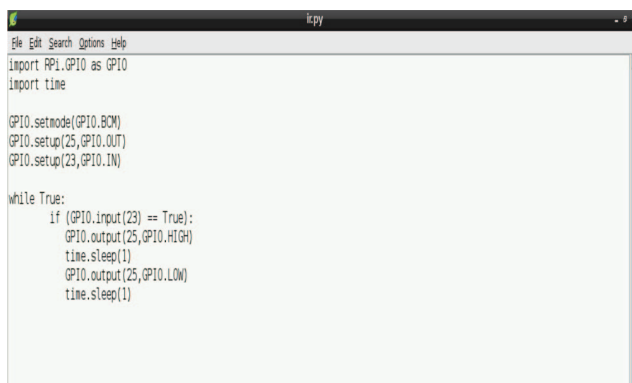 ir.py
File Edit Search Options Help
import RPi.GPIO as GPIO
import time

GPIO.setmode(GPIO.BCM)
GPIO.setup(25,GPIO.OUT)
GPIO.setup(23,GPIO.IN)

while True:
        if (GPIO.input(23) == True):
           GPIO.output(25,GPIO.HIGH)
           time.sleep(1)
           GPIO.output(25,GPIO.LOW)
           time.sleep(1)